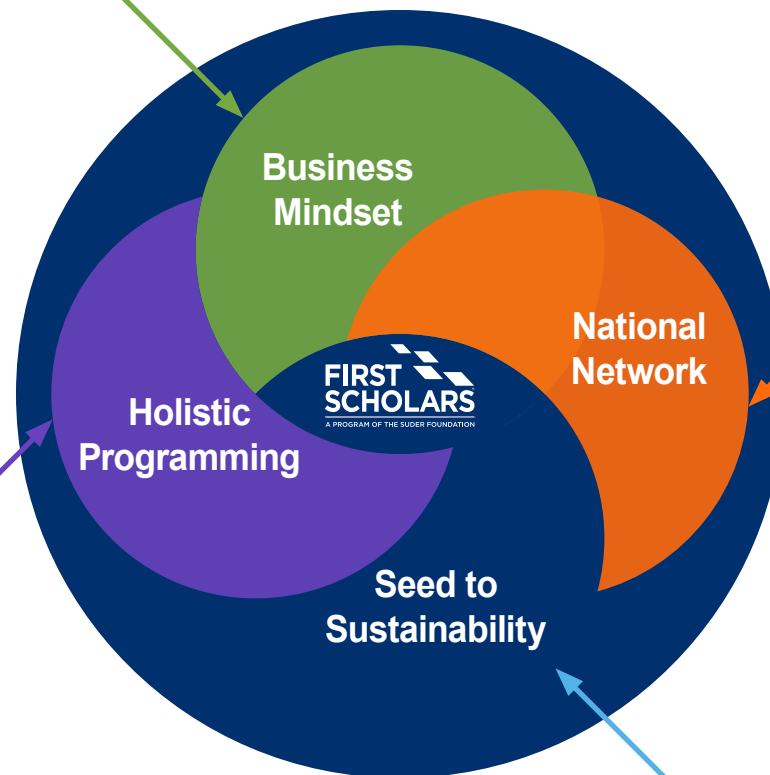 Business
Mindset
National
Network
FIRST
SCHOLARS
A PROGRAM OF THE SUDER FOUNDATION
Holistic
Programming
Seed to
Sustainability